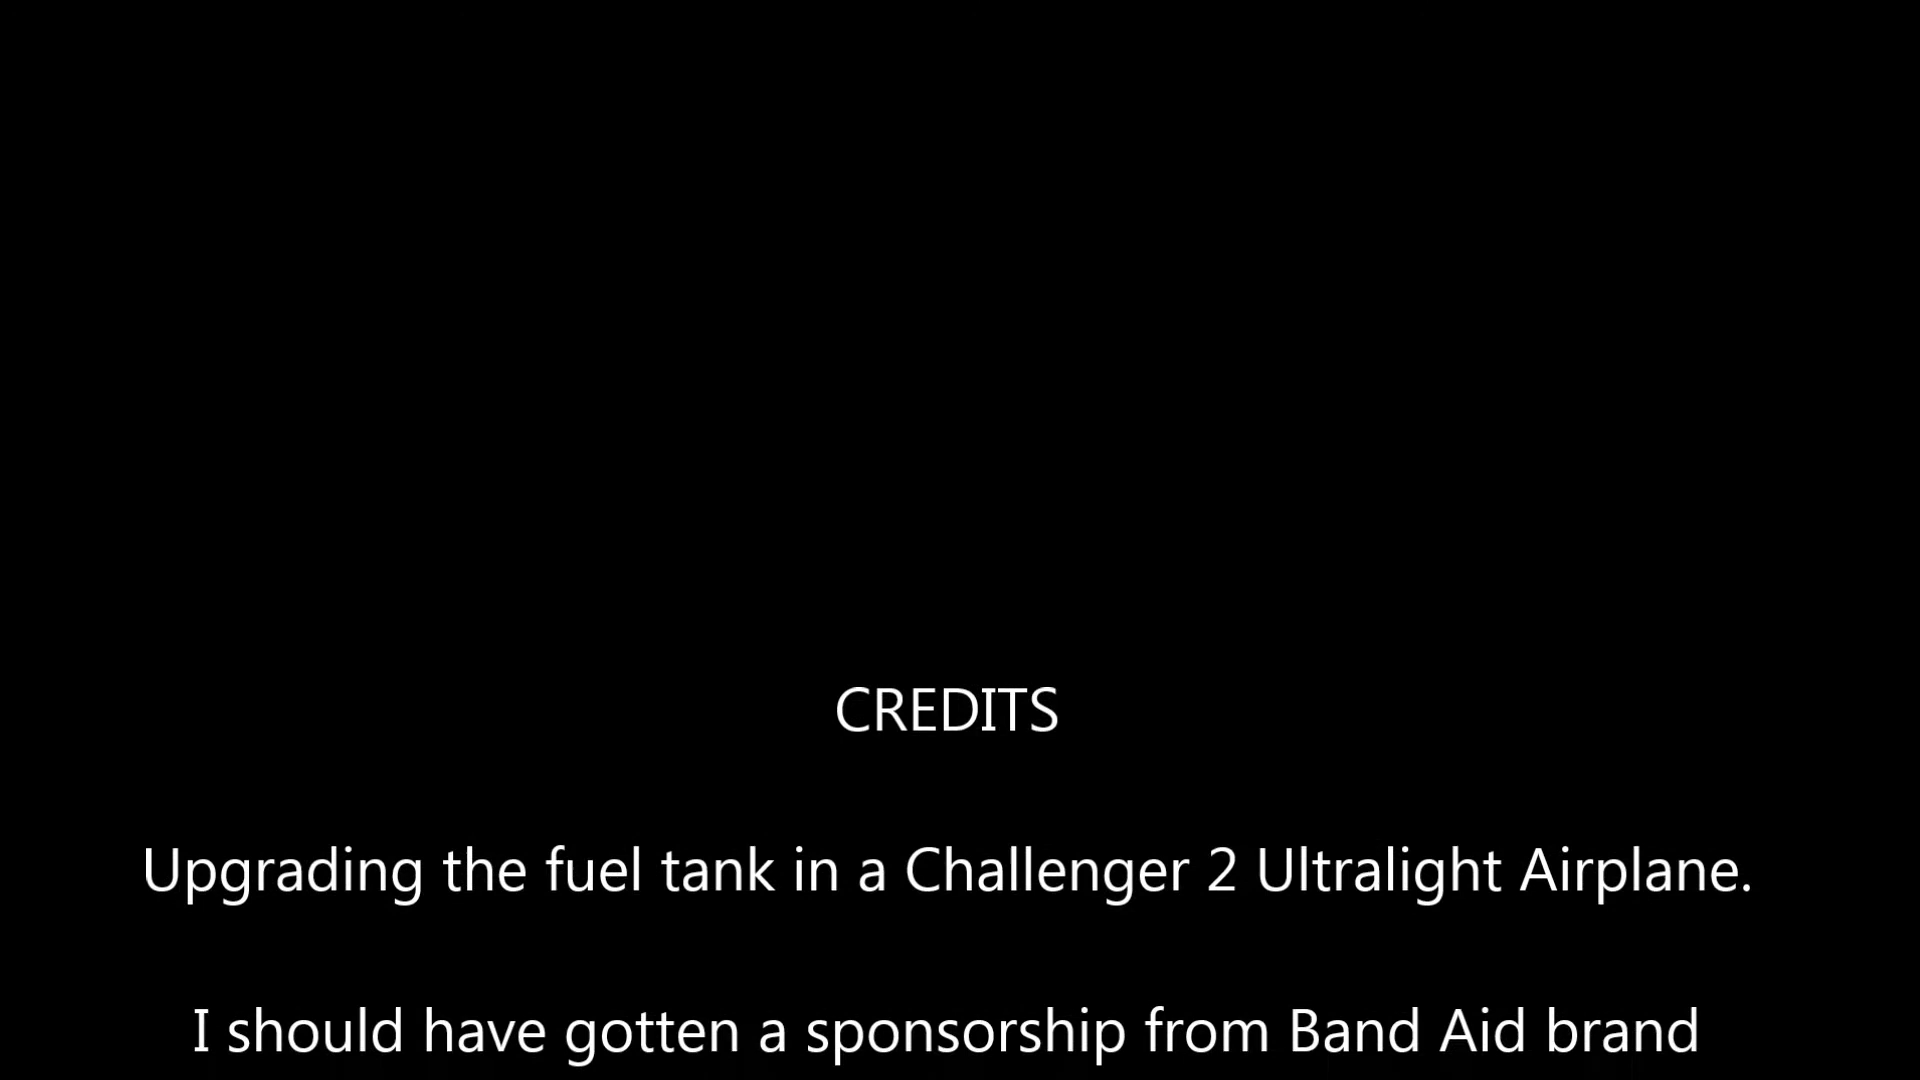 CREDITS
Upgrading the fuel tank in a Challenger 2 Ultralight Airplane.
I should have gotten a sponsorship from Band Aid brand